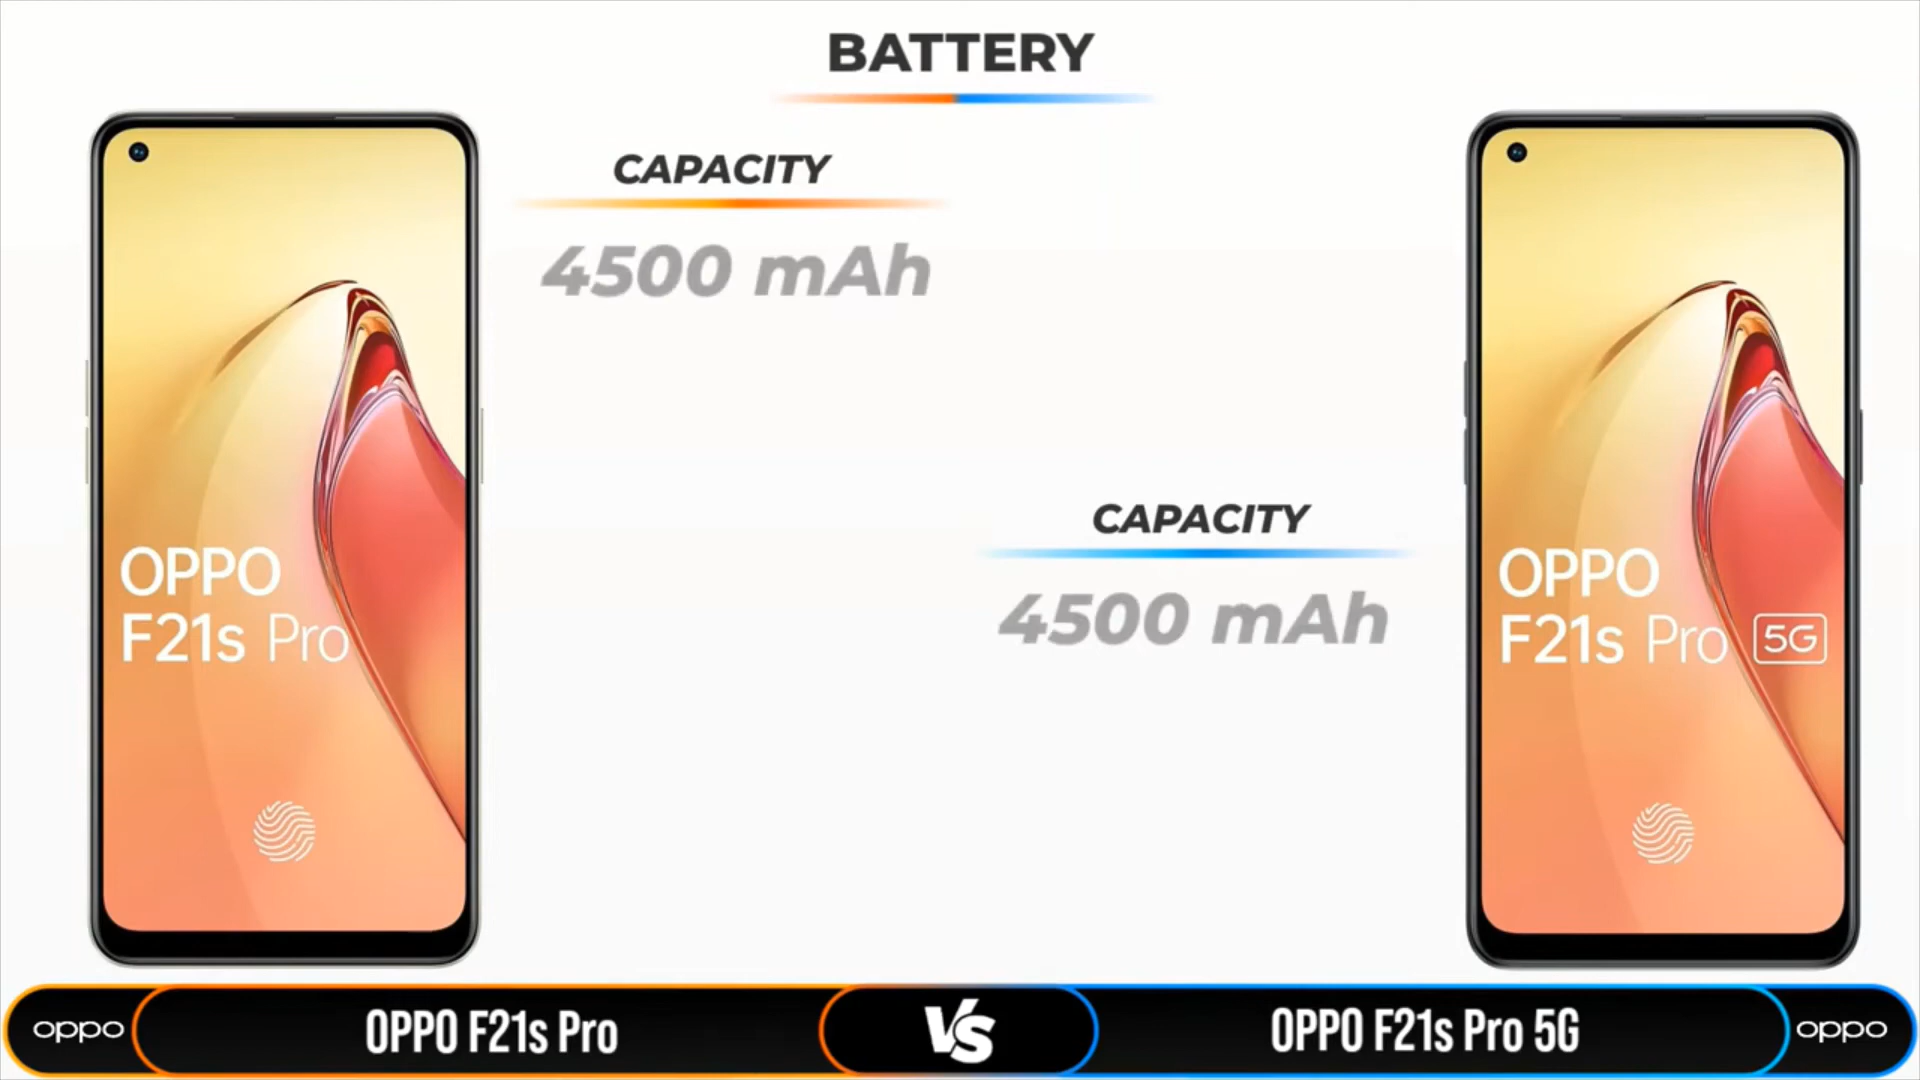 BATTERY
CAPACITY
4500 mAh
CAPACITY
4500 mAh
OPPO
F21s Pro
OPPO
F21s Pro 5G
oppo
OPPO F21s Pro
VS
OPPO F21s Pro 5G
oppo